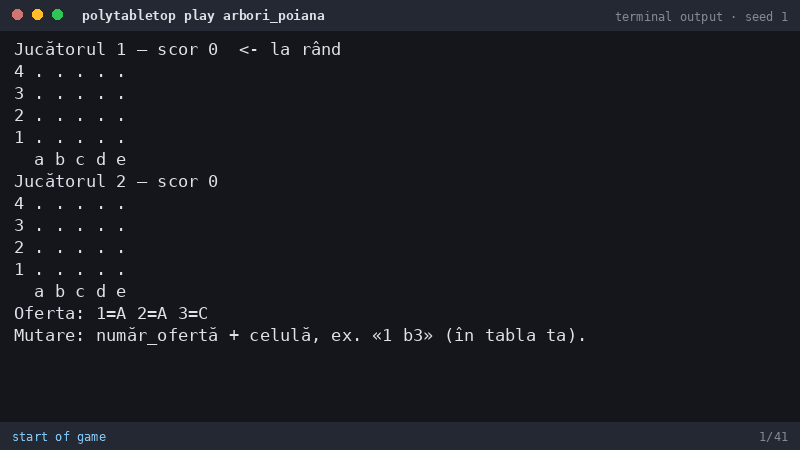 polytabletop play arbori_poiana
terminal output · seed 1
Jucătorul 1 — scor 0  <- la rând
4 . . . . .
3 . . . . .
2 . . . . .
1 . . . . .
  a b c d e
Jucătorul 2 — scor 0
4 . . . . .
3 . . . . .
2 . . . . .
1 . . . . .
  a b c d e
Oferta: 1=A 2=A 3=C
Mutare: număr_ofertă + celulă, ex. «1 b3» (în tabla ta).
start of game
1/41